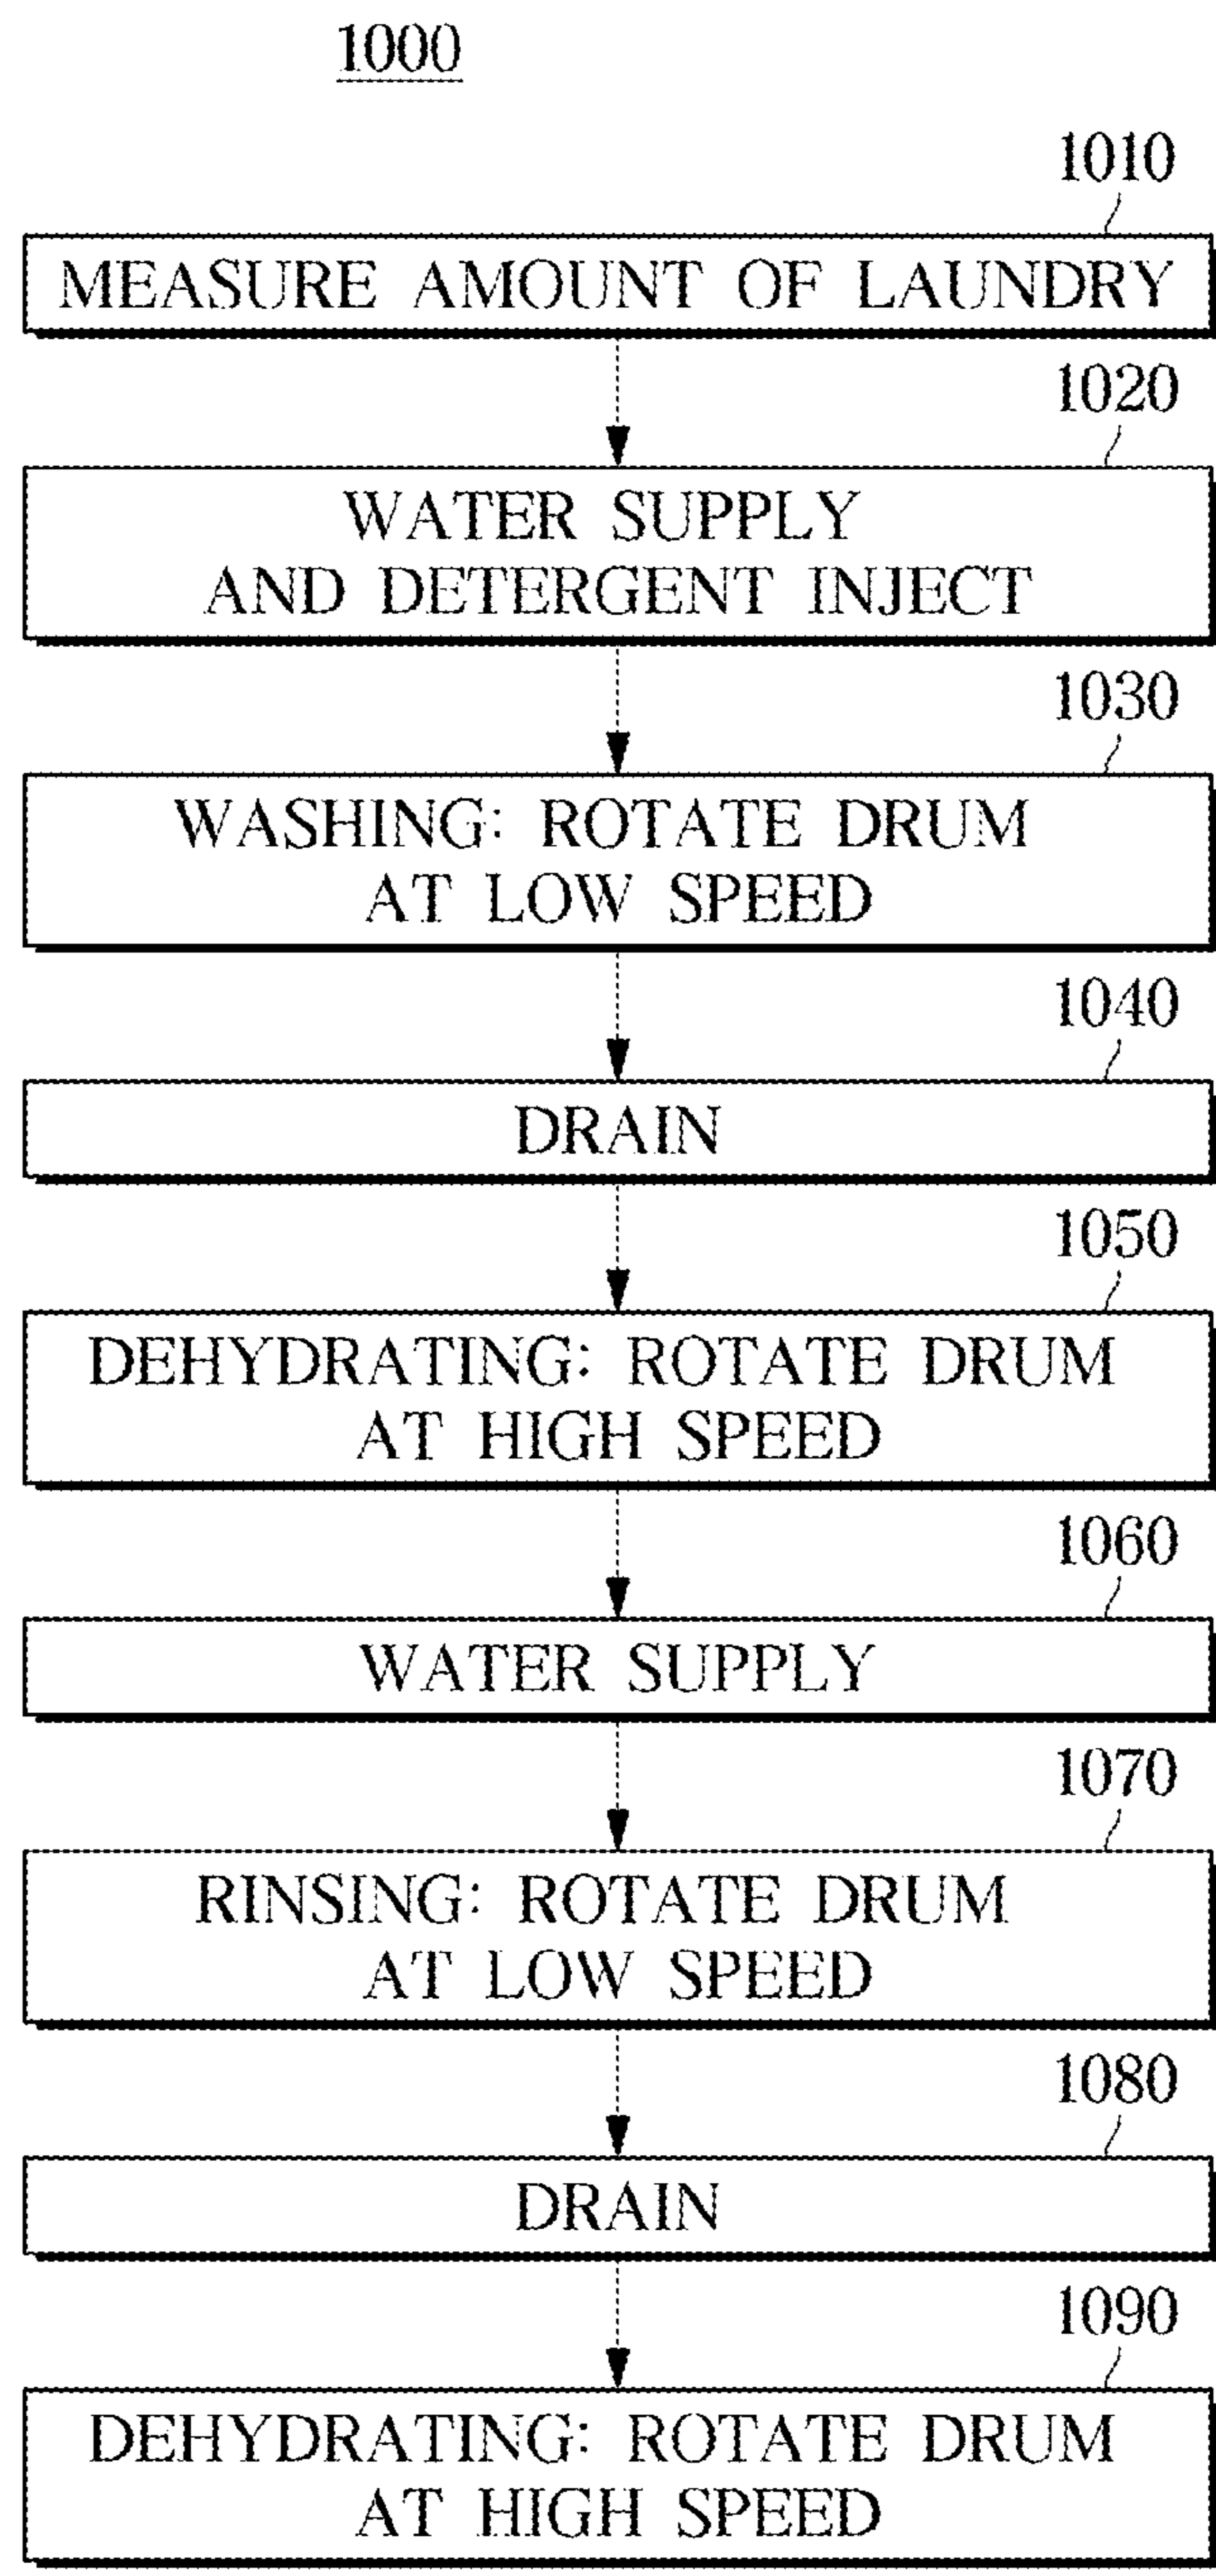 1000
1010
MEASURE AMOUNT OF LAUNDRY
1020
WATER SUPPLY
AND DETERGENT INJECT
1030
WASHING: ROTATE DRUM
AT LOW SPEED
1040
DRAIN
1050
DEHYDRATING: ROTATE DRUM
AT HIGH SPEED
1060
WATER SUPPLY
1070
RINSING: ROTATE DRUM
AT LOW SPEED
1080
DRAIN
1090
DEHYDRATING: ROTATE DRUM
AT HIGH SPEED